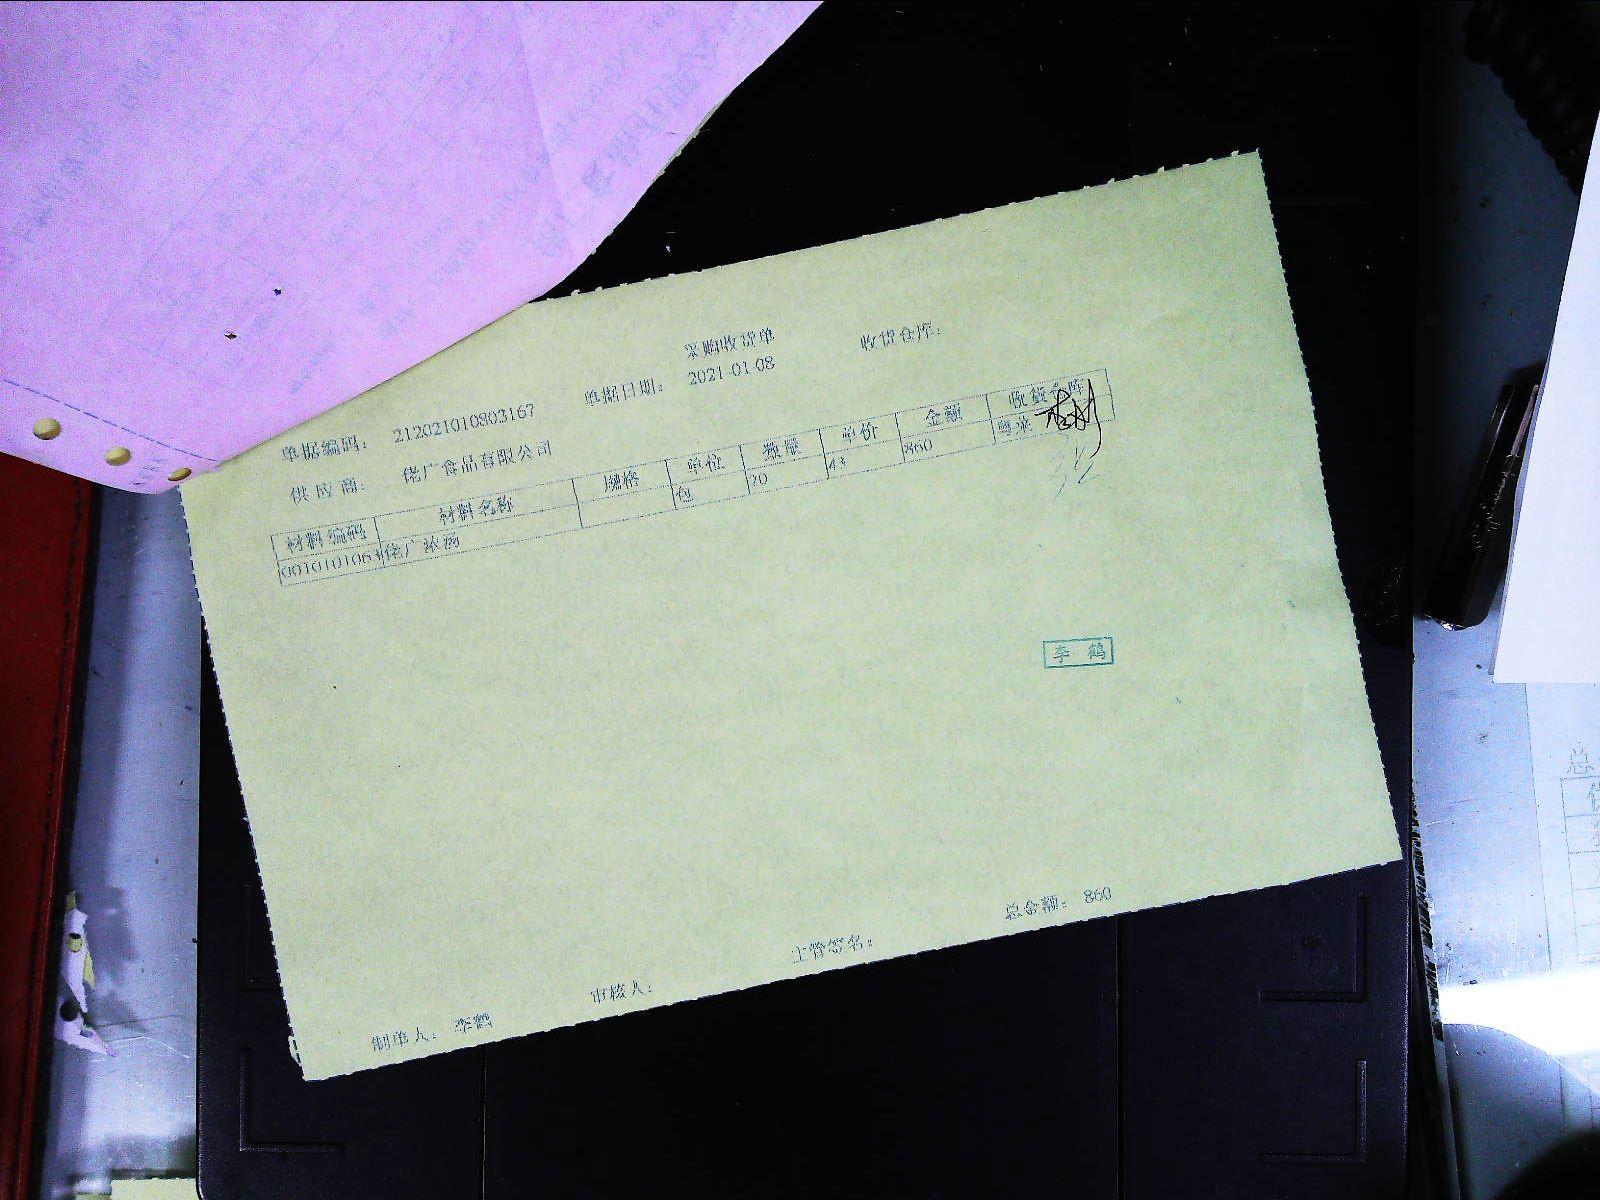 采购收货单
收货仓库：
单据编码： 212021010803167 单据日期： 2021-01-08
供应商： 佬广食品有限公司
材料编码 材料名称 规格 单位 数量 单价 金额 收货仓库
包 20 43 860 粤菜
李 鹤
制单人： 李鹤 审核人： 主管签名： 总金额： 860